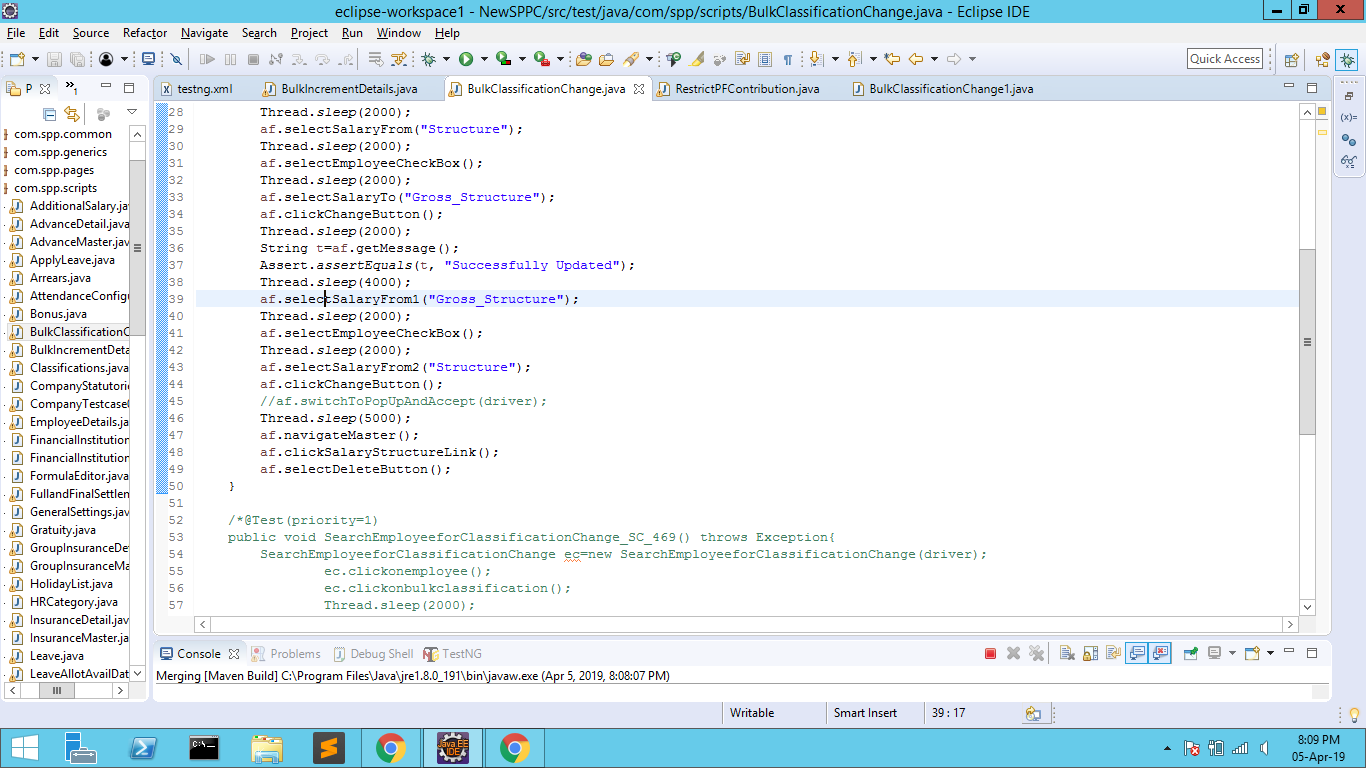 eclipse-workspace1 - NewSPPC/src/test/java/com/spp/scripts/BulkClassificationChange.java - Eclipse IDE
File Edit Source Refactor Navigate Search Project Run Window Help
Quick Access
P
testng.xml BulkIncrementDetails.java BulkClassificationChange.java RestrictPFContribution.java BulkClassificationChange1.java
com.spp.common
com.spp.generics
com.spp.pages
com.spp.scripts
AdditionalSalary.jav
AdvanceDetail.java
AdvanceMaster.java
ApplyLeave.java
Arrears.java
AttendanceConfigu
Bonus.java
BulkClassificationC
BulkIncrementDeta
Classifications.java
CompanyStatutorie
CompanyTestcase
EmployeeDetails.ja
FinancialInstitution
FinancialInstitution
FormulaEditor.java
FullandFinalSettlen
GeneralSettings.jav
Gratuity.java
GroupInsuranceDe
GroupInsuranceMa
HolidayList.java
HRCategory.java
InsuranceDetail.jav
InsuranceMaster.ja
Leave.java
LeaveAllotAvailDat
28 Thread.sleep(2000);
29 af.selectSalaryFrom("Structure");
30 Thread.sleep(2000);
31 af.selectEmployeeCheckBox();
32 Thread.sleep(2000);
33 af.selectSalaryTo("Gross_Structure");
34 af.clickChangeButton();
35 Thread.sleep(2000);
36 String t=af.getMessage();
37 Assert.assertEquals(t, "Successfully Updated");
38 Thread.sleep(4000);
39 af.selectSalaryFrom1("Gross_Structure");
40 Thread.sleep(2000);
41 af.selectEmployeeCheckBox();
42 Thread.sleep(2000);
43 af.selectSalaryFrom2("Structure");
44 af.clickChangeButton();
45 //af.switchToPopUpAndAccept(driver);
46 Thread.sleep(5000);
47 af.navigateMaster();
48 af.clickSalaryStructureLink();
49 af.selectDeleteButton();
50 }
51
52 /*@Test(priority=1)
53 public void SearchEmployeeforClassificationChange_SC_469() throws Exception{
54 SearchEmployeeforClassificationChange ec=new SearchEmployeeforClassificationChange(driver);
55 ec.clickonemployee();
56 ec.clickonbulkclassification();
57 Thread.sleep(2000);
Console Problems Debug Shell TestNG
Merging [Maven Build] C:\Program Files\Java\jre1.8.0_191\bin\javaw.exe (Apr 5, 2019, 8:08:07 PM)
Writable Smart Insert 39 : 17
Java EE
IDE
8:09 PM
05-Apr-19